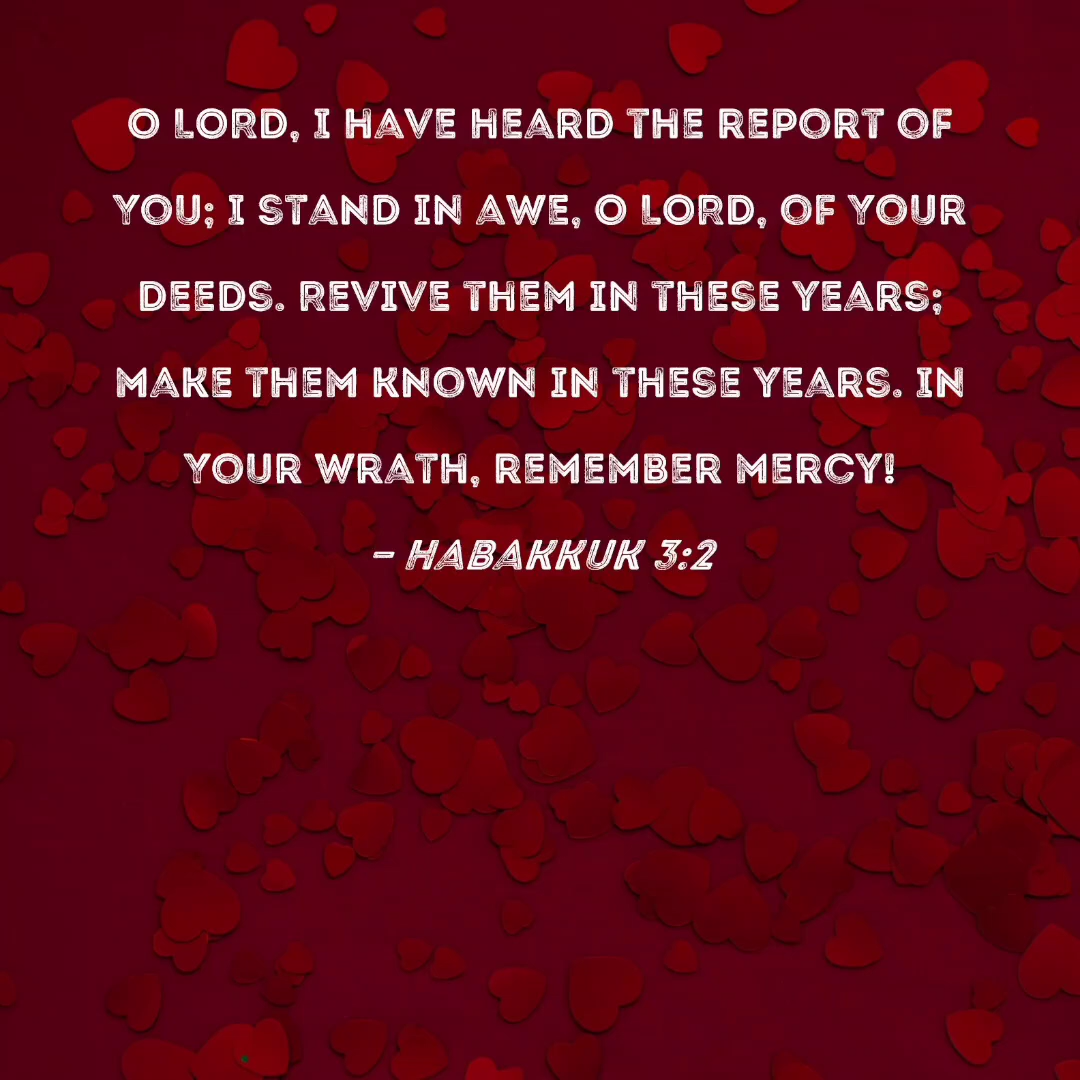 O LORD, I HAVE HEARD THE REPORT OF
YOU; I STAND IN AWE, O LORD, OF YOUR
DEEDS. REVIVE THEM IN THESE YEARS;
MAKE THEM KNOWN IN THESE YEARS. IN
YOUR WRATH, REMEMBER MERCY!
– HABAKKUK 3:2